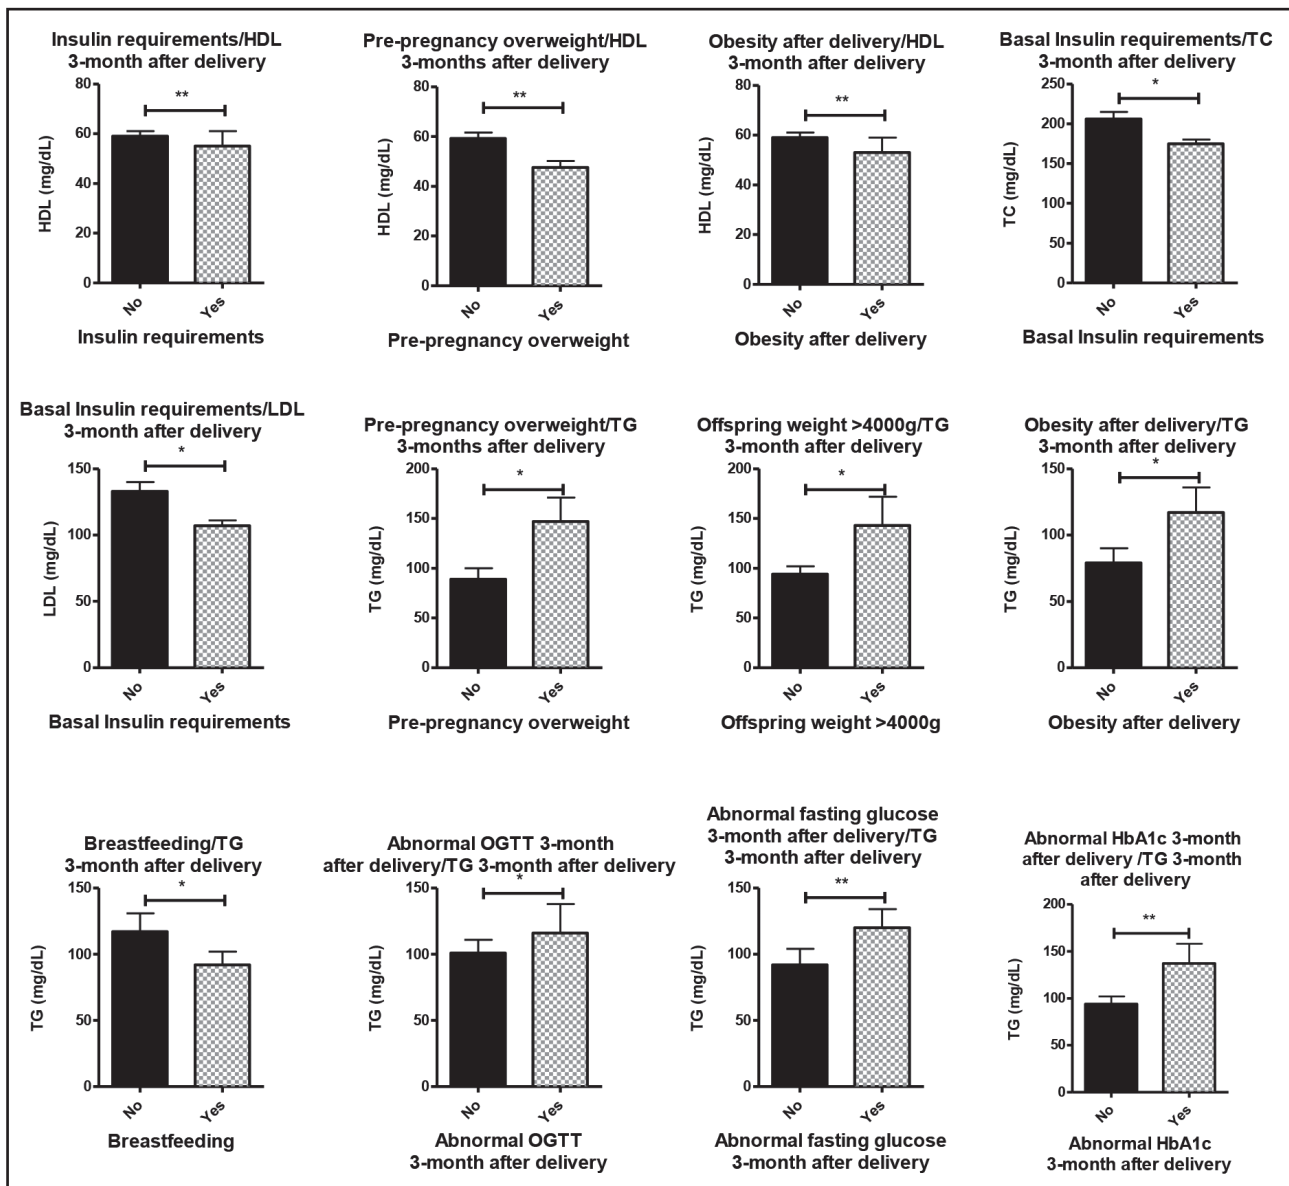 Insulin requirements/HDL
3-month after delivery
**
80
60
40
20
0
HDL (mg/dL)
No
Yes
Insulin requirements
Pre-pregnancy overweight/HDL
3-months after delivery
**
80
60
40
20
0
HDL (mg/dL)
No
Yes
Pre-pregnancy overweight
Obesity after delivery/HDL
3-month after delivery
**
80
60
40
20
0
HDL (mg/dL)
No
Yes
Obesity after delivery
Basal Insulin requirements/TC
3-month after delivery
*
250
200
150
100
50
0
TC (mg/dL)
No
Yes
Basal Insulin requirements
Basal Insulin requirements/LDL
3-month after delivery
*
150
100
50
0
LDL (mg/dL)
No
Yes
Basal Insulin requirements
Pre-pregnancy overweight/TG
3-months after delivery
*
200
150
100
50
0
TG (mg/dL)
No
Yes
Pre-pregnancy overweight
Offspring weight >4000g/TG
3-month after delivery
*
200
150
100
50
0
TG (mg/dL)
No
Yes
Offspring weight >4000g
Obesity after delivery/TG
3-month after delivery
*
150
100
50
0
TG (mg/dL)
No
Yes
Obesity after delivery
Breastfeeding/TG
3-month after delivery
*
150
100
50
0
TG (mg/dL)
No
Yes
Breastfeeding
Abnormal OGTT 3-month
after delivery/TG 3-month after delivery
*
150
100
50
0
TG (mg/dL)
No
Yes
Abnormal OGTT
3-month after delivery
Abnormal fasting glucose
3-month after delivery/TG
3-month after delivery
**
150
100
50
0
TG (mg/dL)
No
Yes
Abnormal fasting glucose
3-month after delivery
Abnormal HbA1c 3-month
after delivery /TG 3-month
after delivery
**
200
150
100
50
0
TG (mg/dL)
No
Yes
Abnormal HbA1c
3-month after delivery